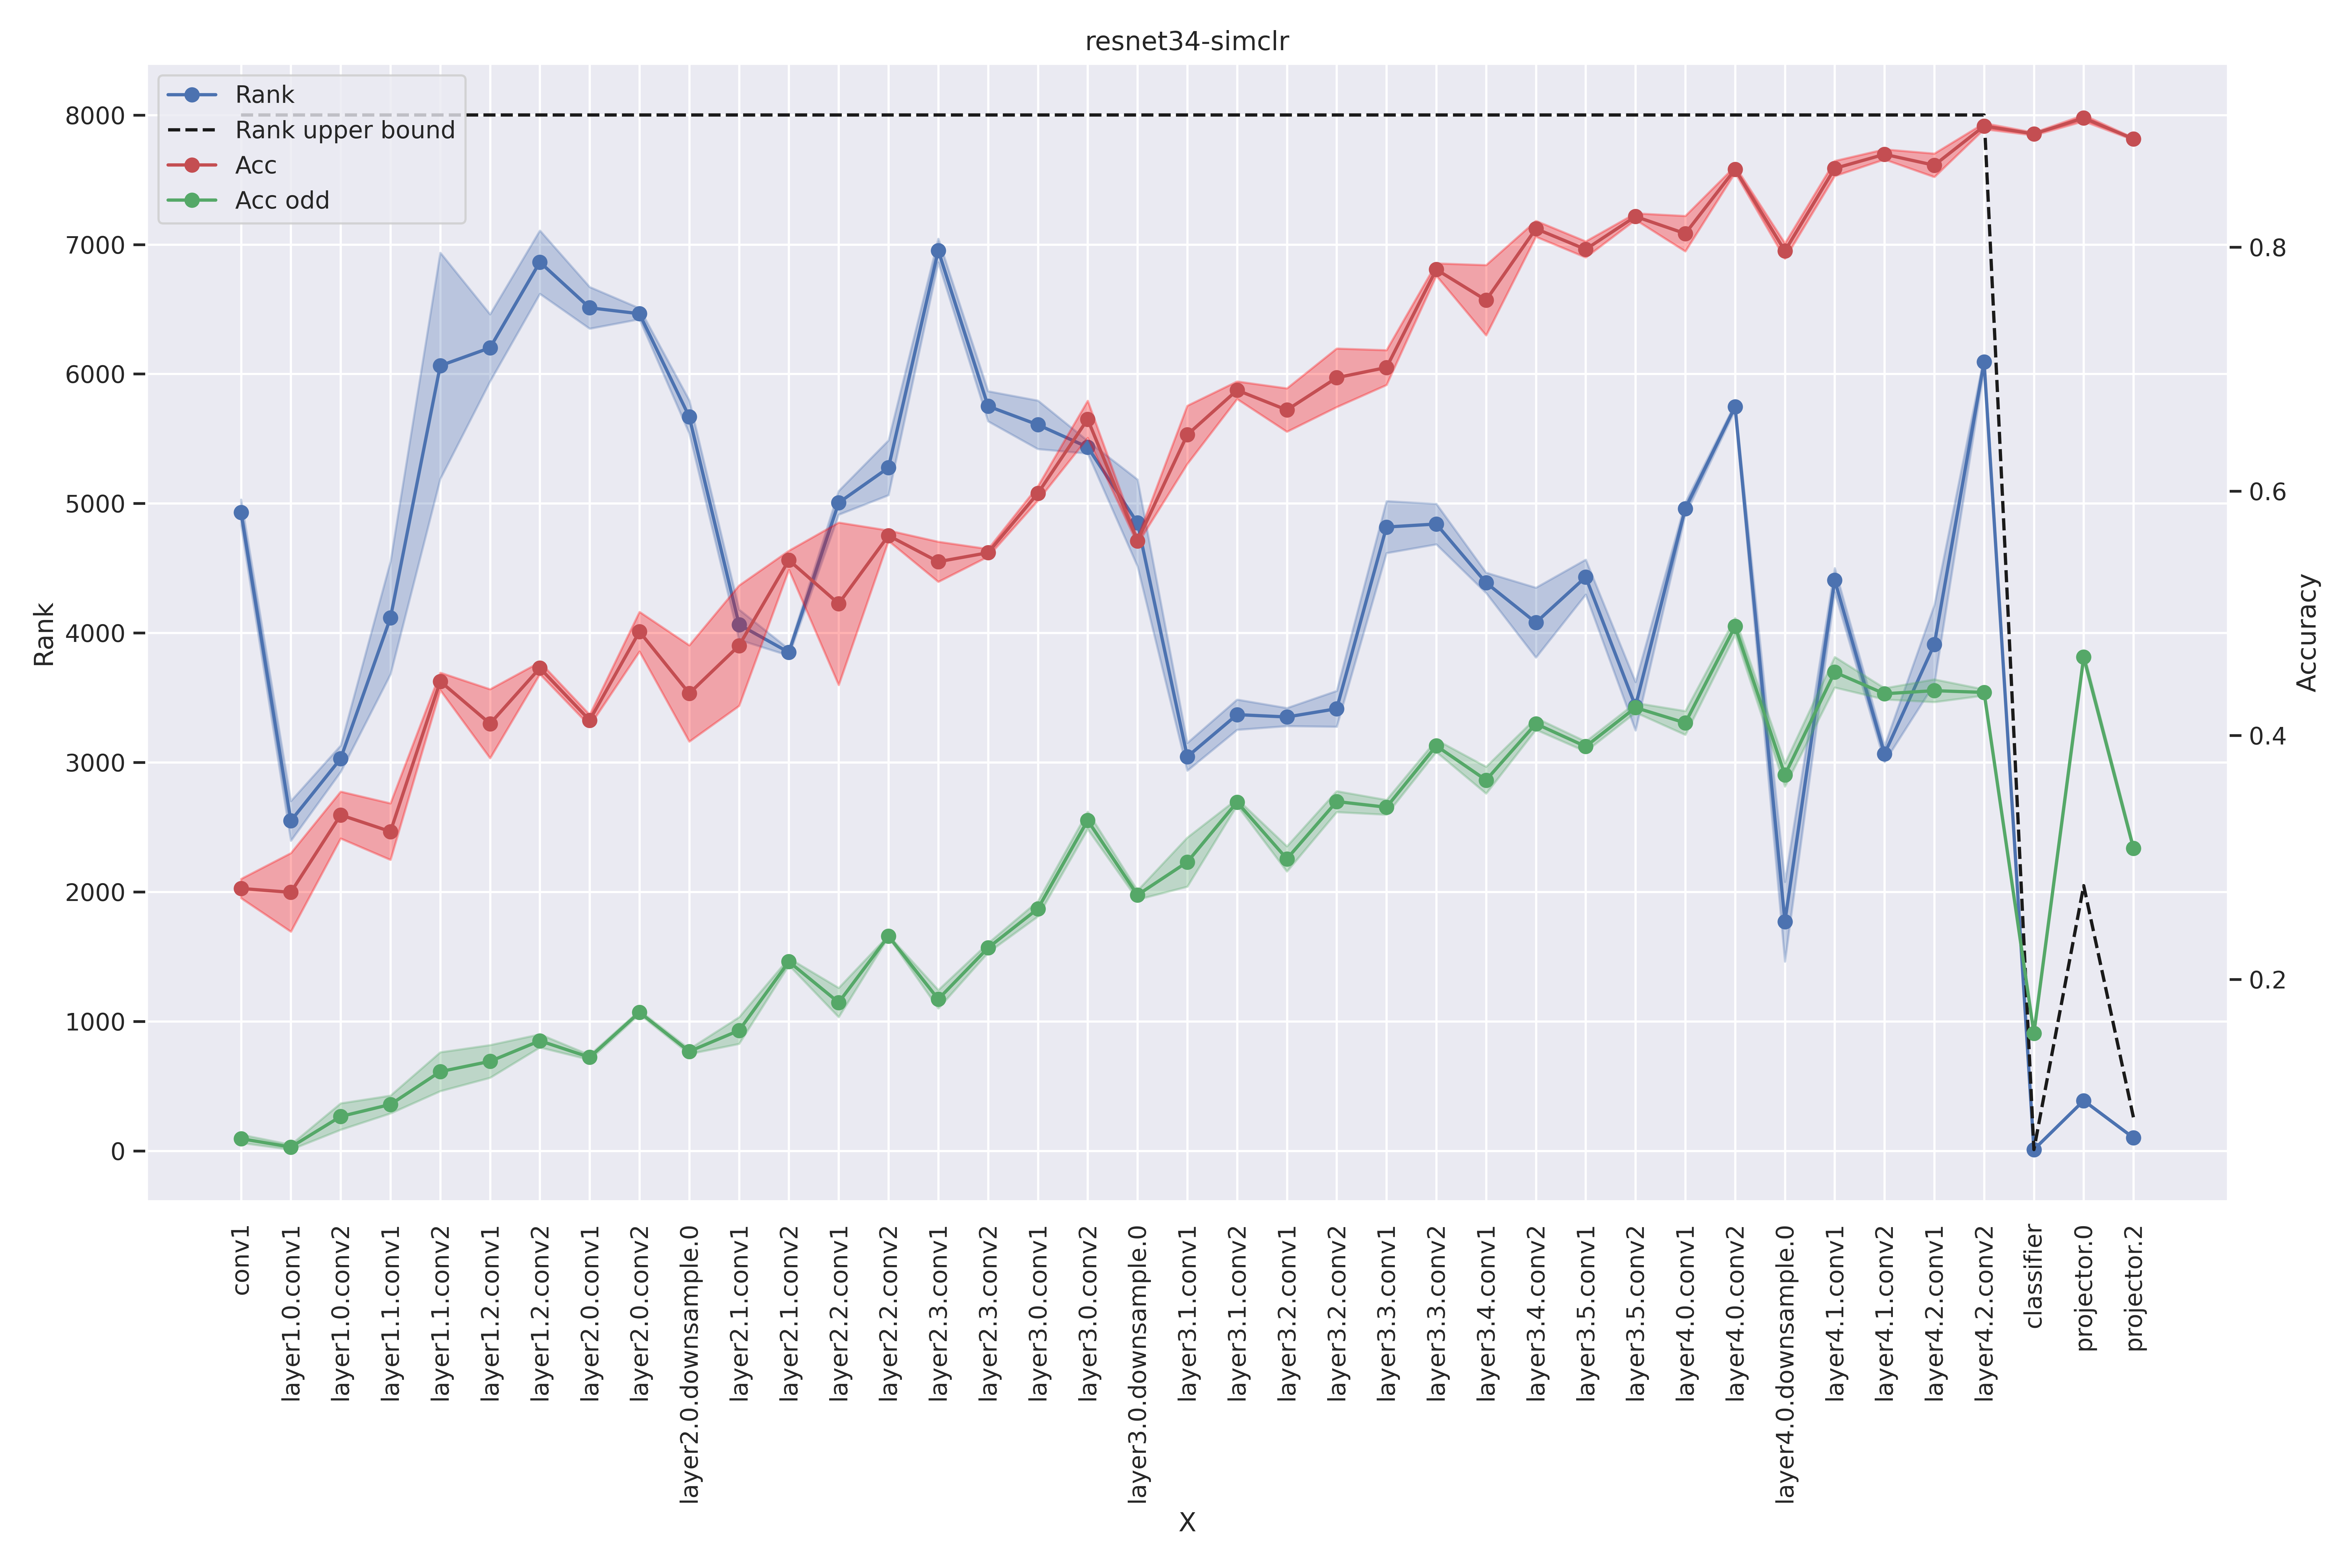 resnet34-simclr
Rank
Rank upper bound
Acc
Acc odd
8000
7000
6000
5000
4000
3000
2000
1000
0
Rank
0.8
0.6
0.4
0.2
Accuracy
conv1
layer1.0.conv1
layer1.0.conv2
layer1.1.conv1
layer1.1.conv2
layer1.2.conv1
layer1.2.conv2
layer2.0.conv1
layer2.0.conv2
layer2.0.downsample.0
layer2.1.conv1
layer2.1.conv2
layer2.2.conv1
layer2.2.conv2
layer2.3.conv1
layer2.3.conv2
layer3.0.conv1
layer3.0.conv2
layer3.0.downsample.0
layer3.1.conv1
layer3.1.conv2
layer3.2.conv1
layer3.2.conv2
layer3.3.conv1
layer3.3.conv2
layer3.4.conv1
layer3.4.conv2
layer3.5.conv1
layer3.5.conv2
layer4.0.conv1
layer4.0.conv2
layer4.0.downsample.0
layer4.1.conv1
layer4.1.conv2
layer4.2.conv1
layer4.2.conv2
classifier
projector.0
projector.2
X